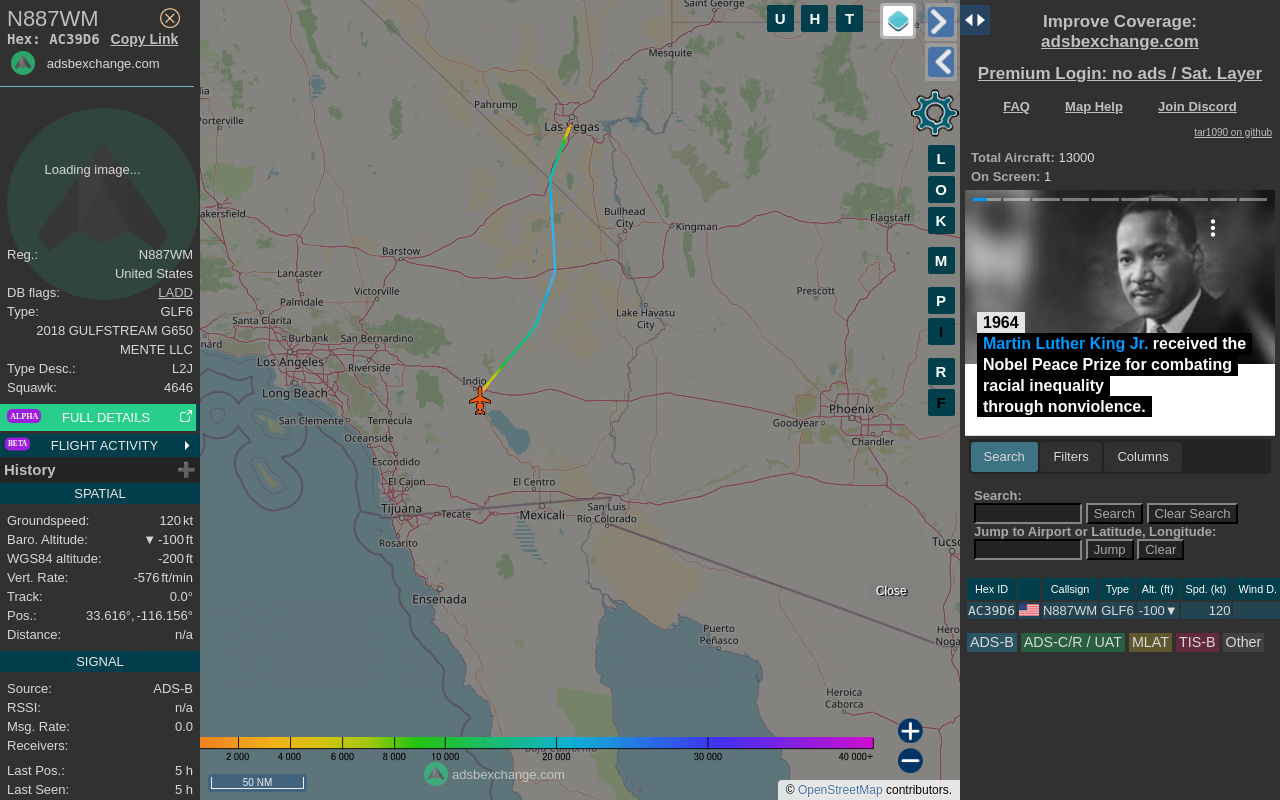 N887WM
Hex: AC39D6 Copy Link
adsbexchange.com
Loading image...
Reg.: N887WM
United States
DB flags: LADD
Type: GLF6
2018 GULFSTREAM G650
MENTE LLC
Type Desc.: L2J
Squawk: 4646
ALPHA FULL DETAILS
BETA FLIGHT ACTIVITY
History
SPATIAL
Groundspeed: 120 kt
Baro. Altitude: ▼ -100 ft
WGS84 altitude: -200 ft
Vert. Rate: -576 ft/min
Track: 0.0°
Pos.: 33.616°, -116.156°
Distance: n/a
SIGNAL
Source: ADS-B
RSSI: n/a
Msg. Rate: 0.0
Receivers:
Last Pos.: 5 h
Last Seen: 5 h
Saint George
U H T
Mesquite
Pahrump
Porterville
Las Vegas
L
O
K
M
P
I
R
F
Bullhead
City
Kingman
Flagstaff
Barstow
Lancaster
Palmdale
Victorville
Prescott
Santa Clarita
Burbank
San Bernardino
Lake Havasu
City
Los Angeles
Riverside
Long Beach
Indio
San Clemente
Temecula
Oceanside
Escondido
El Cajon
El Centro
Phoenix
Goodyear
Chandler
Tijuana
Tecate
Mexicali
San Luis
Río Colorado
Rosarito
Ensenada
Close
Puerto
Peñasco
Heroica
Caborca
2 000 4 000 6 000 8 000 10 000 20 000 30 000 40 000+
Baja California
adsbexchange.com
50 NM
© OpenStreetMap contributors.
Improve Coverage:
adsbexchange.com
Premium Login: no ads / Sat. Layer
FAQ Map Help Join Discord
tar1090 on github
Total Aircraft: 13000
On Screen: 1
1964
Martin Luther King Jr. received the
Nobel Peace Prize for combating
racial inequality
through nonviolence.
Search Filters Columns
Search:
Search Clear Search
Jump to Airport or Latitude, Longitude:
Jump Clear
Hex ID Callsign Type Alt. (ft) Spd. (kt) Wind D.
AC39D6 N887WM GLF6 -100▼ 120
ADS-B ADS-C/R / UAT MLAT TIS-B Other